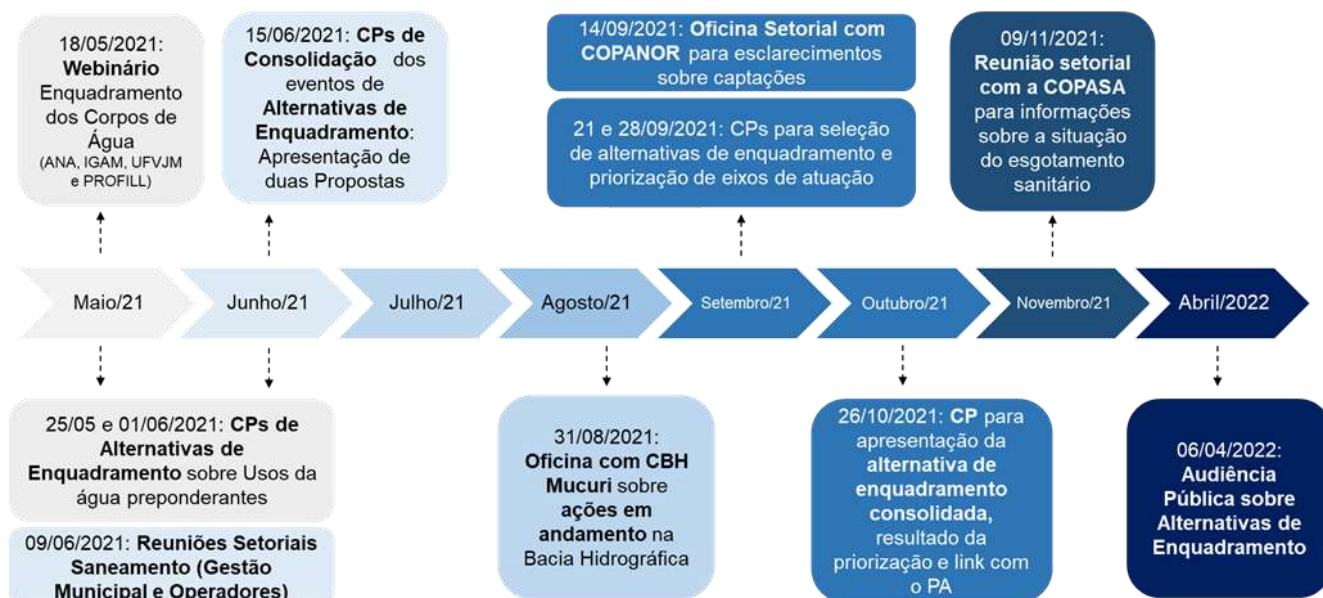 18/05/2021:
Webinário
Enquadramento
dos Corpos de
Água
(ANA, IGAM, UFVJM
e PROFILL)
15/06/2021: CPs de
Consolidação dos
eventos de
Alternativas de
Enquadramento:
Apresentação de
duas Propostas
14/09/2021: Oficina Setorial com
COPANOR para esclarecimentos
sobre captações
21 e 28/09/2021: CPs para seleção
de alternativas de enquadramento e
priorização de eixos de atuação
09/11/2021:
Reunião setorial
com a COPASA
para informações
sobre a situação
do esgotamento
sanitário
Maio/21
Junho/21
Julho/21
Agosto/21
Setembro/21
Outubro/21
Novembro/21
Abril/2022
25/05 e 01/06/2021: CPs de
Alternativas de
Enquadramento sobre Usos da
água preponderantes
09/06/2021: Reuniões Setoriais
Saneamento (Gestão
Municipal e Operadores)
31/08/2021:
Oficina com CBH
Mucuri sobre
ações em
andamento na
Bacia Hidrográfica
26/10/2021: CP para
apresentação da
alternativa de
enquadramento
consolidada,
resultado da
priorização e link com
o PA
06/04/2022:
Audiência
Pública sobre
Alternativas de
Enquadramento